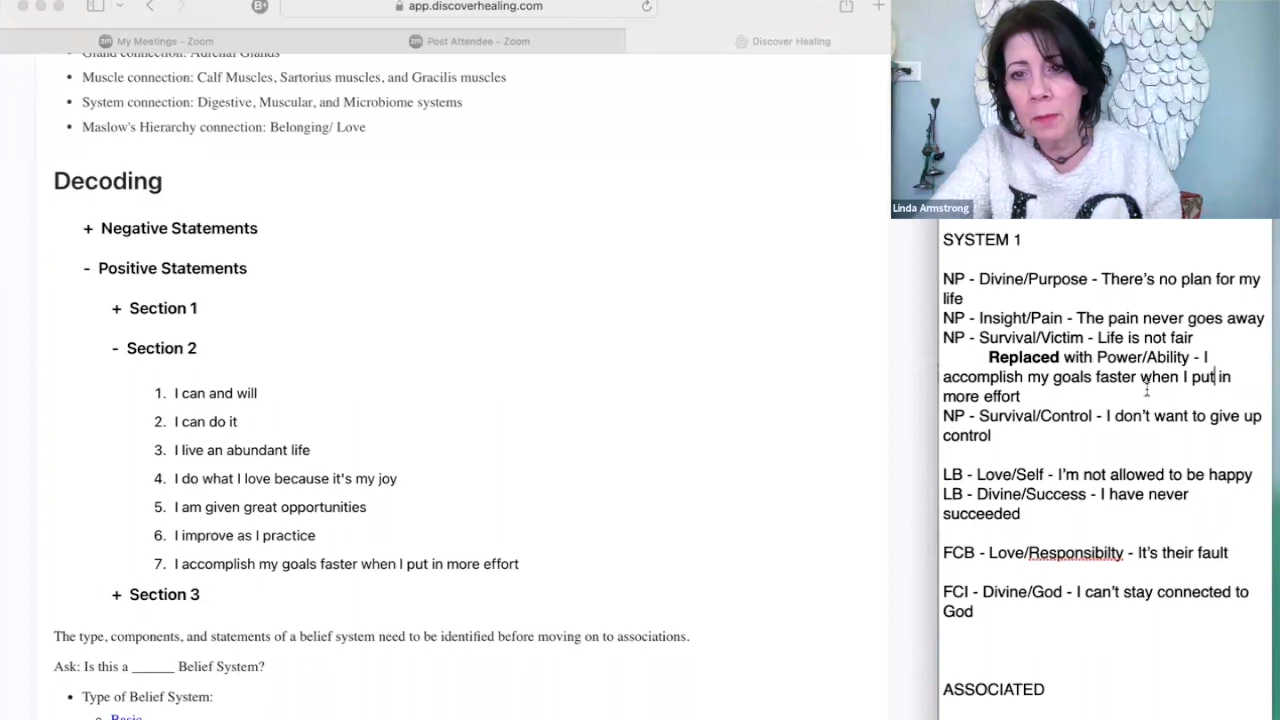 app.discoverhealing.com
My Meetings - Zoom
Post Attendee - Zoom
Discover Healing
Gland connection: Adrenal Glands
• Muscle connection: Calf Muscles, Sartorius muscles, and Gracilis muscles
• System connection: Digestive, Muscular, and Microbiome systems
• Maslow's Hierarchy connection: Belonging/ Love
Decoding
+ Negative Statements
- Positive Statements
+ Section 1
- Section 2
1. I can and will
2. I can do it
3. I live an abundant life
4. I do what I love because it's my joy
5. I am given great opportunities
6. I improve as I practice
7. I accomplish my goals faster when I put in more effort
+ Section 3
The type, components, and statements of a belief system need to be identified before moving on to associations.
Ask: Is this a ______ Belief System?
• Type of Belief System:
Basic
Linda Armstrong
SYSTEM 1
NP - Divine/Purpose - There's no plan for my
life
NP - Insight/Pain - The pain never goes away
NP - Survival/Victim - Life is not fair
Replaced with Power/Ability - I
accomplish my goals faster when I put in
more effort
NP - Survival/Control - I don't want to give up
control
LB - Love/Self - I'm not allowed to be happy
LB - Divine/Success - I have never
succeeded
FCB - Love/Responsibilty - It's their fault
FCI - Divine/God - I can't stay connected to
God
ASSOCIATED